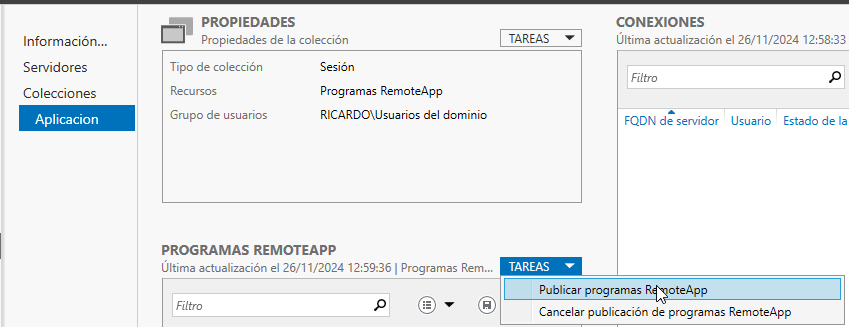 Información...
Servidores
Colecciones
Aplicacion
PROPIEDADES
Propiedades de la colección
TAREAS
Tipo de colección Sesión
Recursos Programas RemoteApp
Grupo de usuarios RICARDO\Usuarios del dominio
PROGRAMAS REMOTEAPP
Última actualización el 26/11/2024 12:59:36 | Programas Rem...
TAREAS
Filtro
Publicar programas RemoteApp
Cancelar publicación de programas RemoteApp
CONEXIONES
Última actualización el 26/11/2024 12:58:33
Filtro
FQDN de servidor Usuario Estado de la